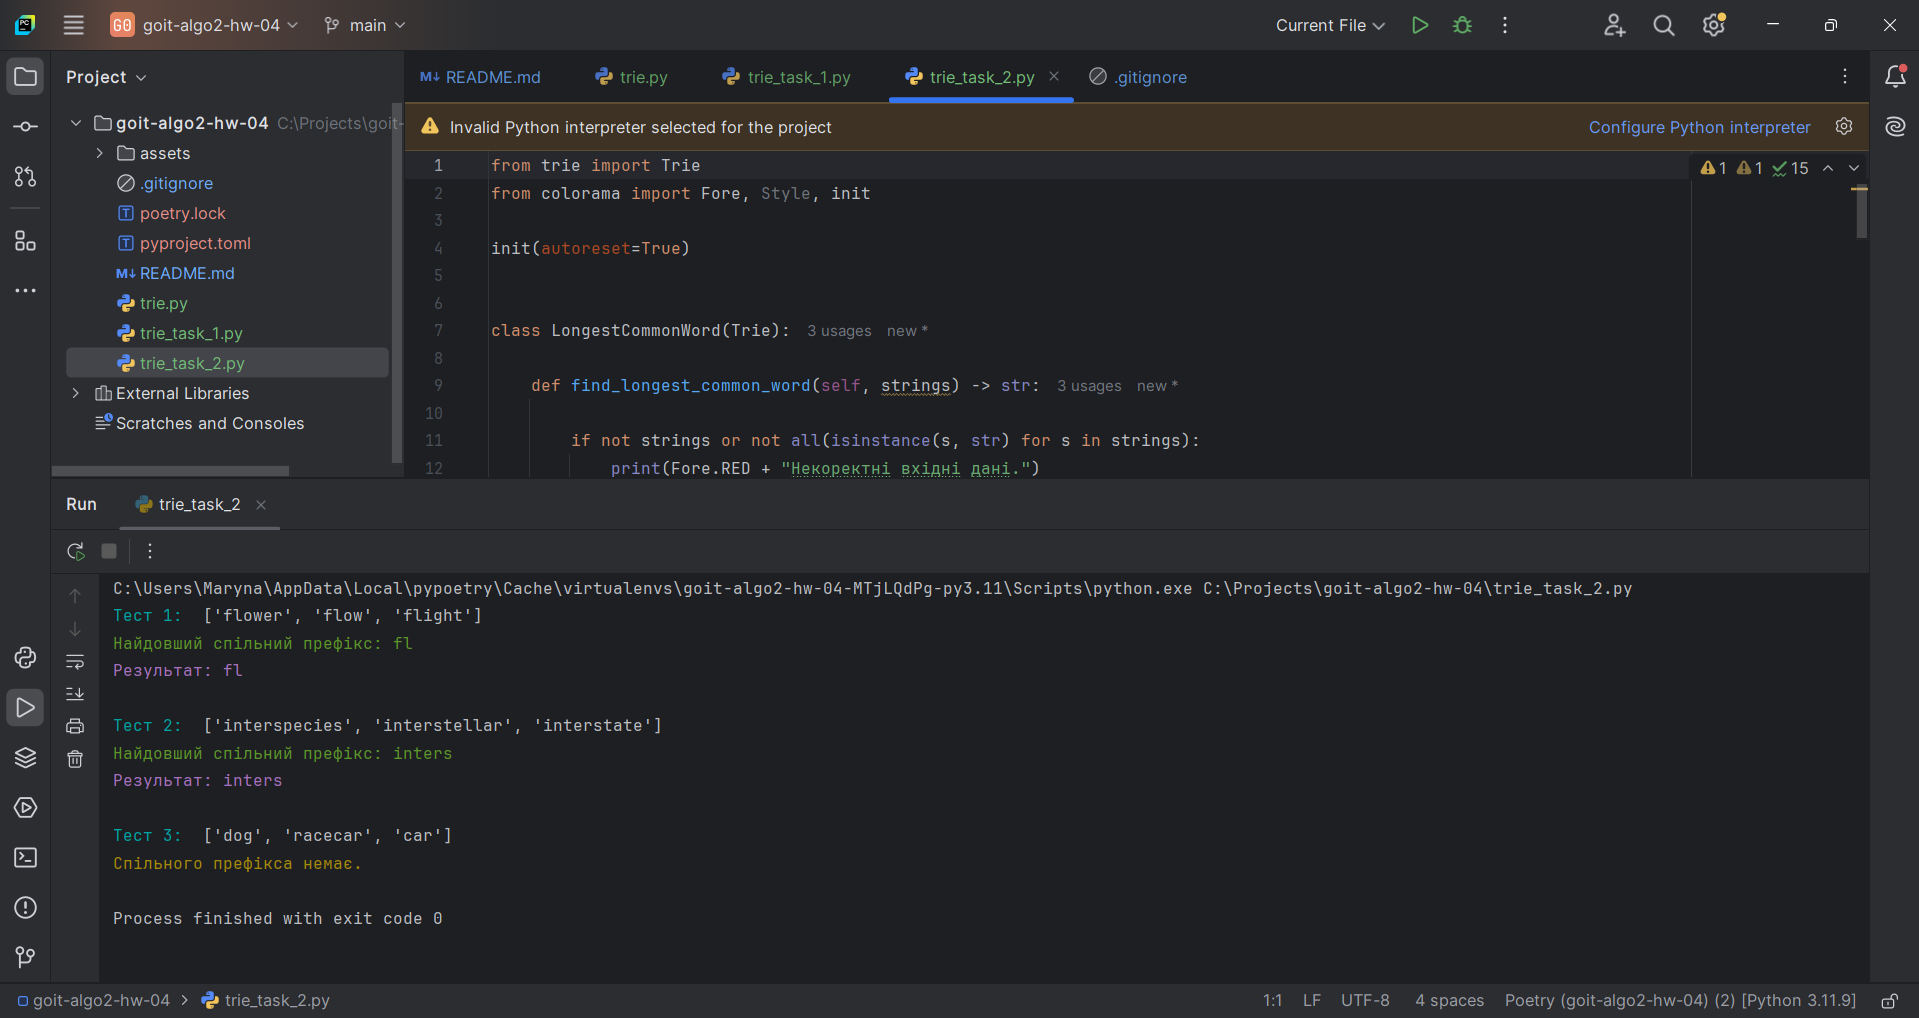 GO goit-algo2-hw-04 main Current File
Project
README.md trie.py trie_task_1.py trie_task_2.py .gitignore
goit-algo2-hw-04 C:\Projects\goit-
assets
.gitignore
poetry.lock
pyproject.toml
README.md
trie.py
trie_task_1.py
trie_task_2.py
External Libraries
Scratches and Consoles
Invalid Python interpreter selected for the project Configure Python interpreter
1 from trie import Trie
1 1 15
2 from colorama import Fore, Style, init
3
4 init(autoreset=True)
5
6
7 class LongestCommonWord(Trie): 3 usages new *
8
9 def find_longest_common_word(self, strings) -> str: 3 usages new *
10
11 if not strings or not all(isinstance(s, str) for s in strings):
12 print(Fore.RED + "Некоректні вхідні дані.")
Run trie_task_2
C:\Users\Maryna\AppData\Local\pypoetry\Cache\virtualenvs\goit-algo2-hw-04-MTjLQdPg-py3.11\Scripts\python.exe C:\Projects\goit-algo2-hw-04\trie_task_2.py
Тест 1: ['flower', 'flow', 'flight']
Найдовший спільний префікс: fl
Результат: fl
Тест 2: ['interspecies', 'interstellar', 'interstate']
Найдовший спільний префікс: inters
Результат: inters
Тест 3: ['dog', 'racecar', 'car']
Спільного префікса немає.
Process finished with exit code 0
goit-algo2-hw-04 > trie_task_2.py
1:1 LF UTF-8 4 spaces Poetry (goit-algo2-hw-04) (2) [Python 3.11.9]